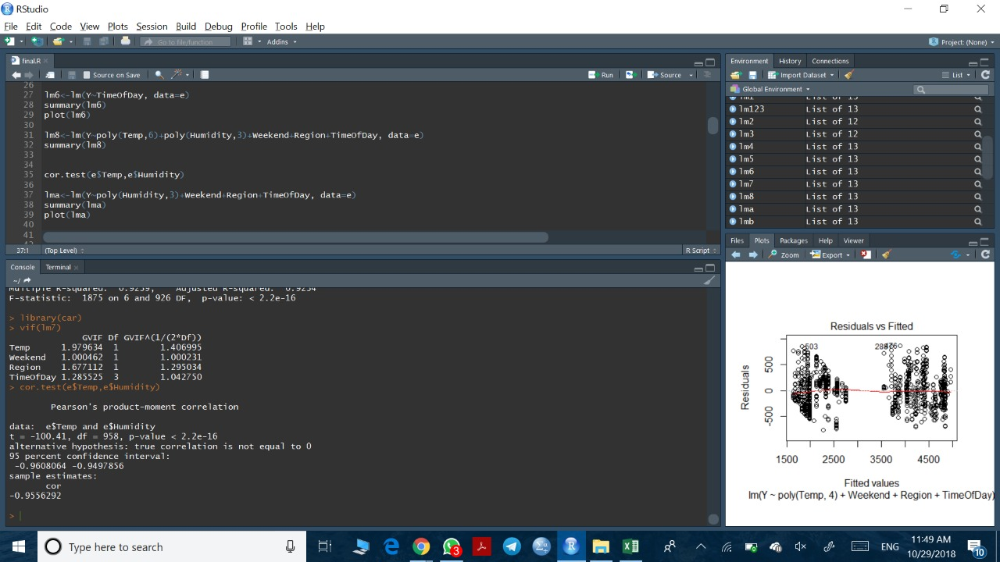 RStudio
File Edit Code View Plots Session Build Debug Profile Tools Help
Go to file/function Addins Project: (None)
final.R
Source on Save Run Source
26
27 lm6<-lm(Y~TimeOfDay, data=e)
28 summary(lm6)
29 plot(lm6)
30
31 lm8<-lm(Y~poly(Temp,6)+poly(Humidity,3)+Weekend+Region+TimeOfDay, data=e)
32 summary(lm8)
33
34
35 cor.test(e$Temp,e$Humidity)
36
37 lma<-lm(Y~poly(Humidity,3)+Weekend+Region+TimeOfDay, data=e)
38 summary(lma)
39 plot(lma)
40
41
37:1 (Top Level) R Script
Console Terminal
~/
Multiple R-squared: 0.9239, Adjusted R-squared: 0.9234
F-statistic: 1875 on 6 and 926 DF, p-value: < 2.2e-16
> library(car)
> vif(lm7)
GVIF Df GVIF^(1/(2*Df))
Temp 1.979634 1 1.406995
Weekend 1.000462 1 1.000231
Region 1.677112 1 1.295034
TimeOfDay 1.285525 3 1.042750
> cor.test(e$Temp,e$Humidity)
Pearson's product-moment correlation
data: e$Temp and e$Humidity
t = -100.41, df = 958, p-value < 2.2e-16
alternative hypothesis: true correlation is not equal to 0
95 percent confidence interval:
-0.9608064 -0.9497856
sample estimates:
cor
-0.9556292
>
Environment History Connections
Import Dataset List
Global Environment
lm1 List of 13
lm123 List of 13
lm2 List of 12
lm3 List of 12
lm4 List of 13
lm5 List of 13
lm6 List of 13
lm7 List of 13
lm8 List of 13
lma List of 13
lmb List of 13
Files Plots Packages Help Viewer
Zoom Export
Residuals vs Fitted
503 476
Residuals
500
0
-500
1500 2500 3500 4500
Fitted values
lm(Y ~ poly(Temp, 4) + Weekend + Region + TimeOfDay)
Type here to search
3
R
ENG
11:49 AM
10/29/2018
10